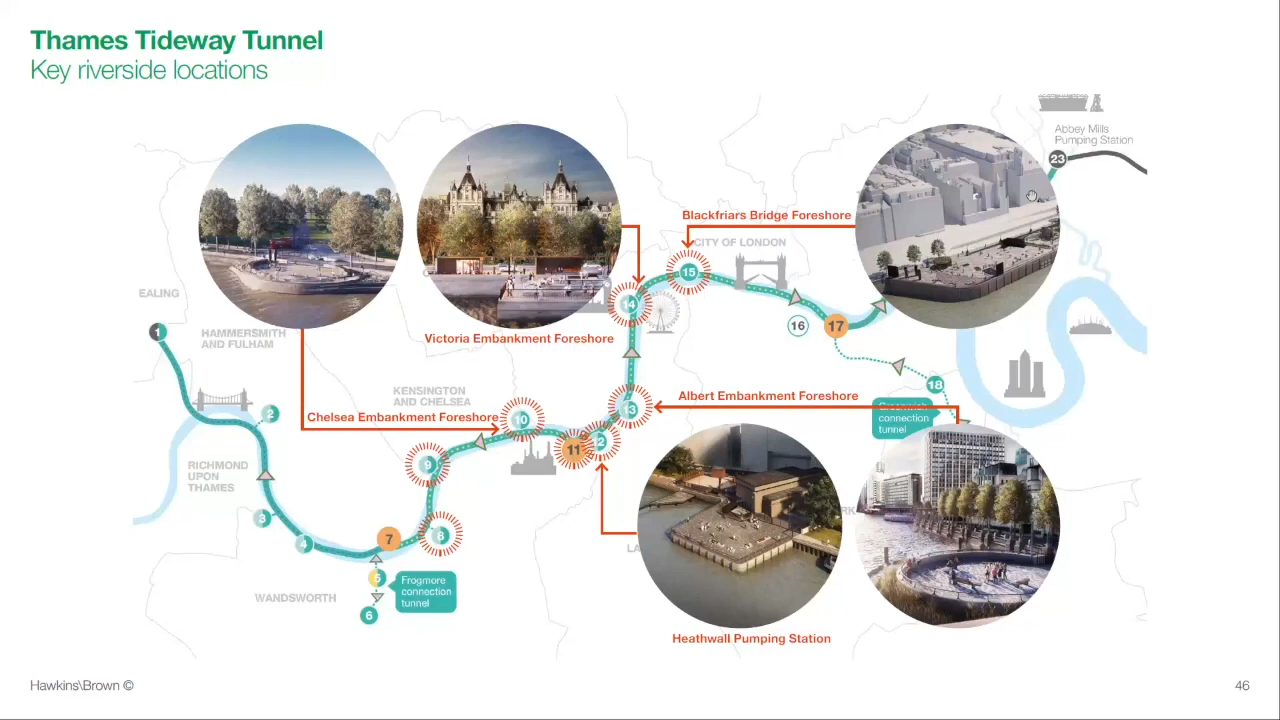 Thames Tideway Tunnel
Key riverside locations
Abbey Mills
Pumping Station
23
Blackfriars Bridge Foreshore
CITY OF LONDON
15
EALING
14
1
HAMMERSMITH
AND FULHAM
Victoria Embankment Foreshore
16
17
KENSINGTON
AND CHELSEA
18
Albert Embankment Foreshore
Greenwich
connection
tunnel
2
Chelsea Embankment Foreshore
10
13
11
12
9
RICHMOND
UPON
THAMES
3
4
7
8
5
Frogmore
connection
tunnel
WANDSWORTH
6
Heathwall Pumping Station
Hawkins\Brown ©
46